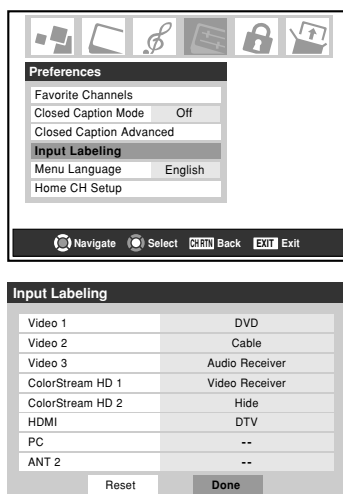 Preferences
Favorite Channels
Closed Caption Mode Off
Closed Caption Advanced
Input Labeling
Menu Language English
Home CH Setup
Navigate Select CH RTN Back EXIT Exit
Input Labeling
Video 1 DVD
Video 2 Cable
Video 3 Audio Receiver
ColorStream HD 1 Video Receiver
ColorStream HD 2 Hide
HDMI DTV
PC --
ANT 2 --
Reset Done